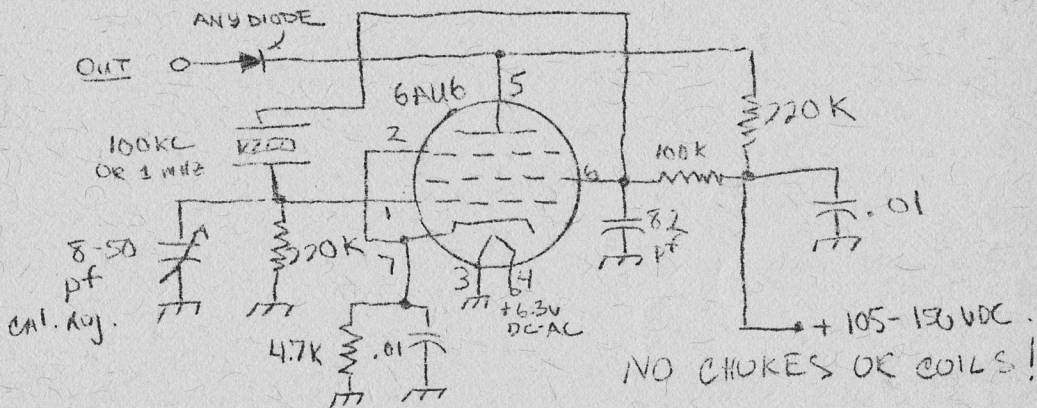 ANY DIODE
OUT
6AU6
5
220K
100KC
OR 1 MHZ
2
100K
6
1
82
pf
.01
8-50
pf
220K
7
3
4
CAL. ADJ.
+6.3V
DC-AC
4.7K
.01
+ 105-150 VDC.
NO CHOKES OR COILS!